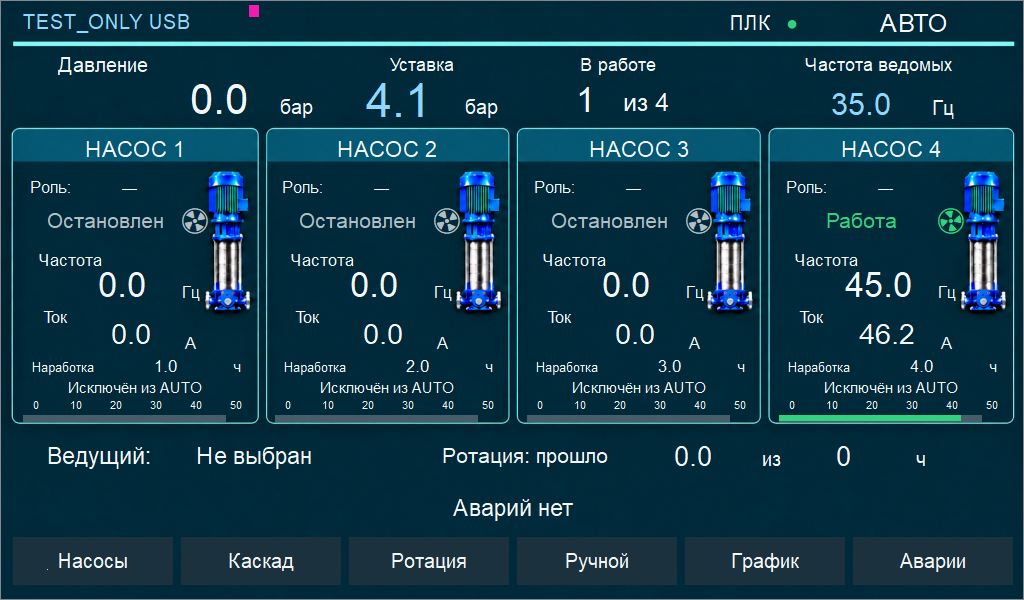 TEST_ONLY USB ПЛК АВТО
Давление Уставка В работе Частота ведомых
0.0 бар 4.1 бар 1 из 4 35.0 Гц
НАСОС 1
Роль: —
Остановлен
Частота
0.0 Гц
Ток
0.0 А
Наработка 1.0 ч
Исключён из AUTO
0 10 20 30 40 50
НАСОС 2
Роль: —
Остановлен
Частота
0.0 Гц
Ток
0.0 А
Наработка 2.0 ч
Исключён из AUTO
0 10 20 30 40 50
НАСОС 3
Роль: —
Остановлен
Частота
0.0 Гц
Ток
0.0 А
Наработка 3.0 ч
Исключён из AUTO
0 10 20 30 40 50
НАСОС 4
Роль: —
Работа
Частота
45.0 Гц
Ток
46.2 А
Наработка 4.0 ч
Исключён из AUTO
0 10 20 30 40 50
Ведущий: Не выбран Ротация: прошло 0.0 из 0 ч
Аварий нет
Насосы Каскад Ротация Ручной График Аварии